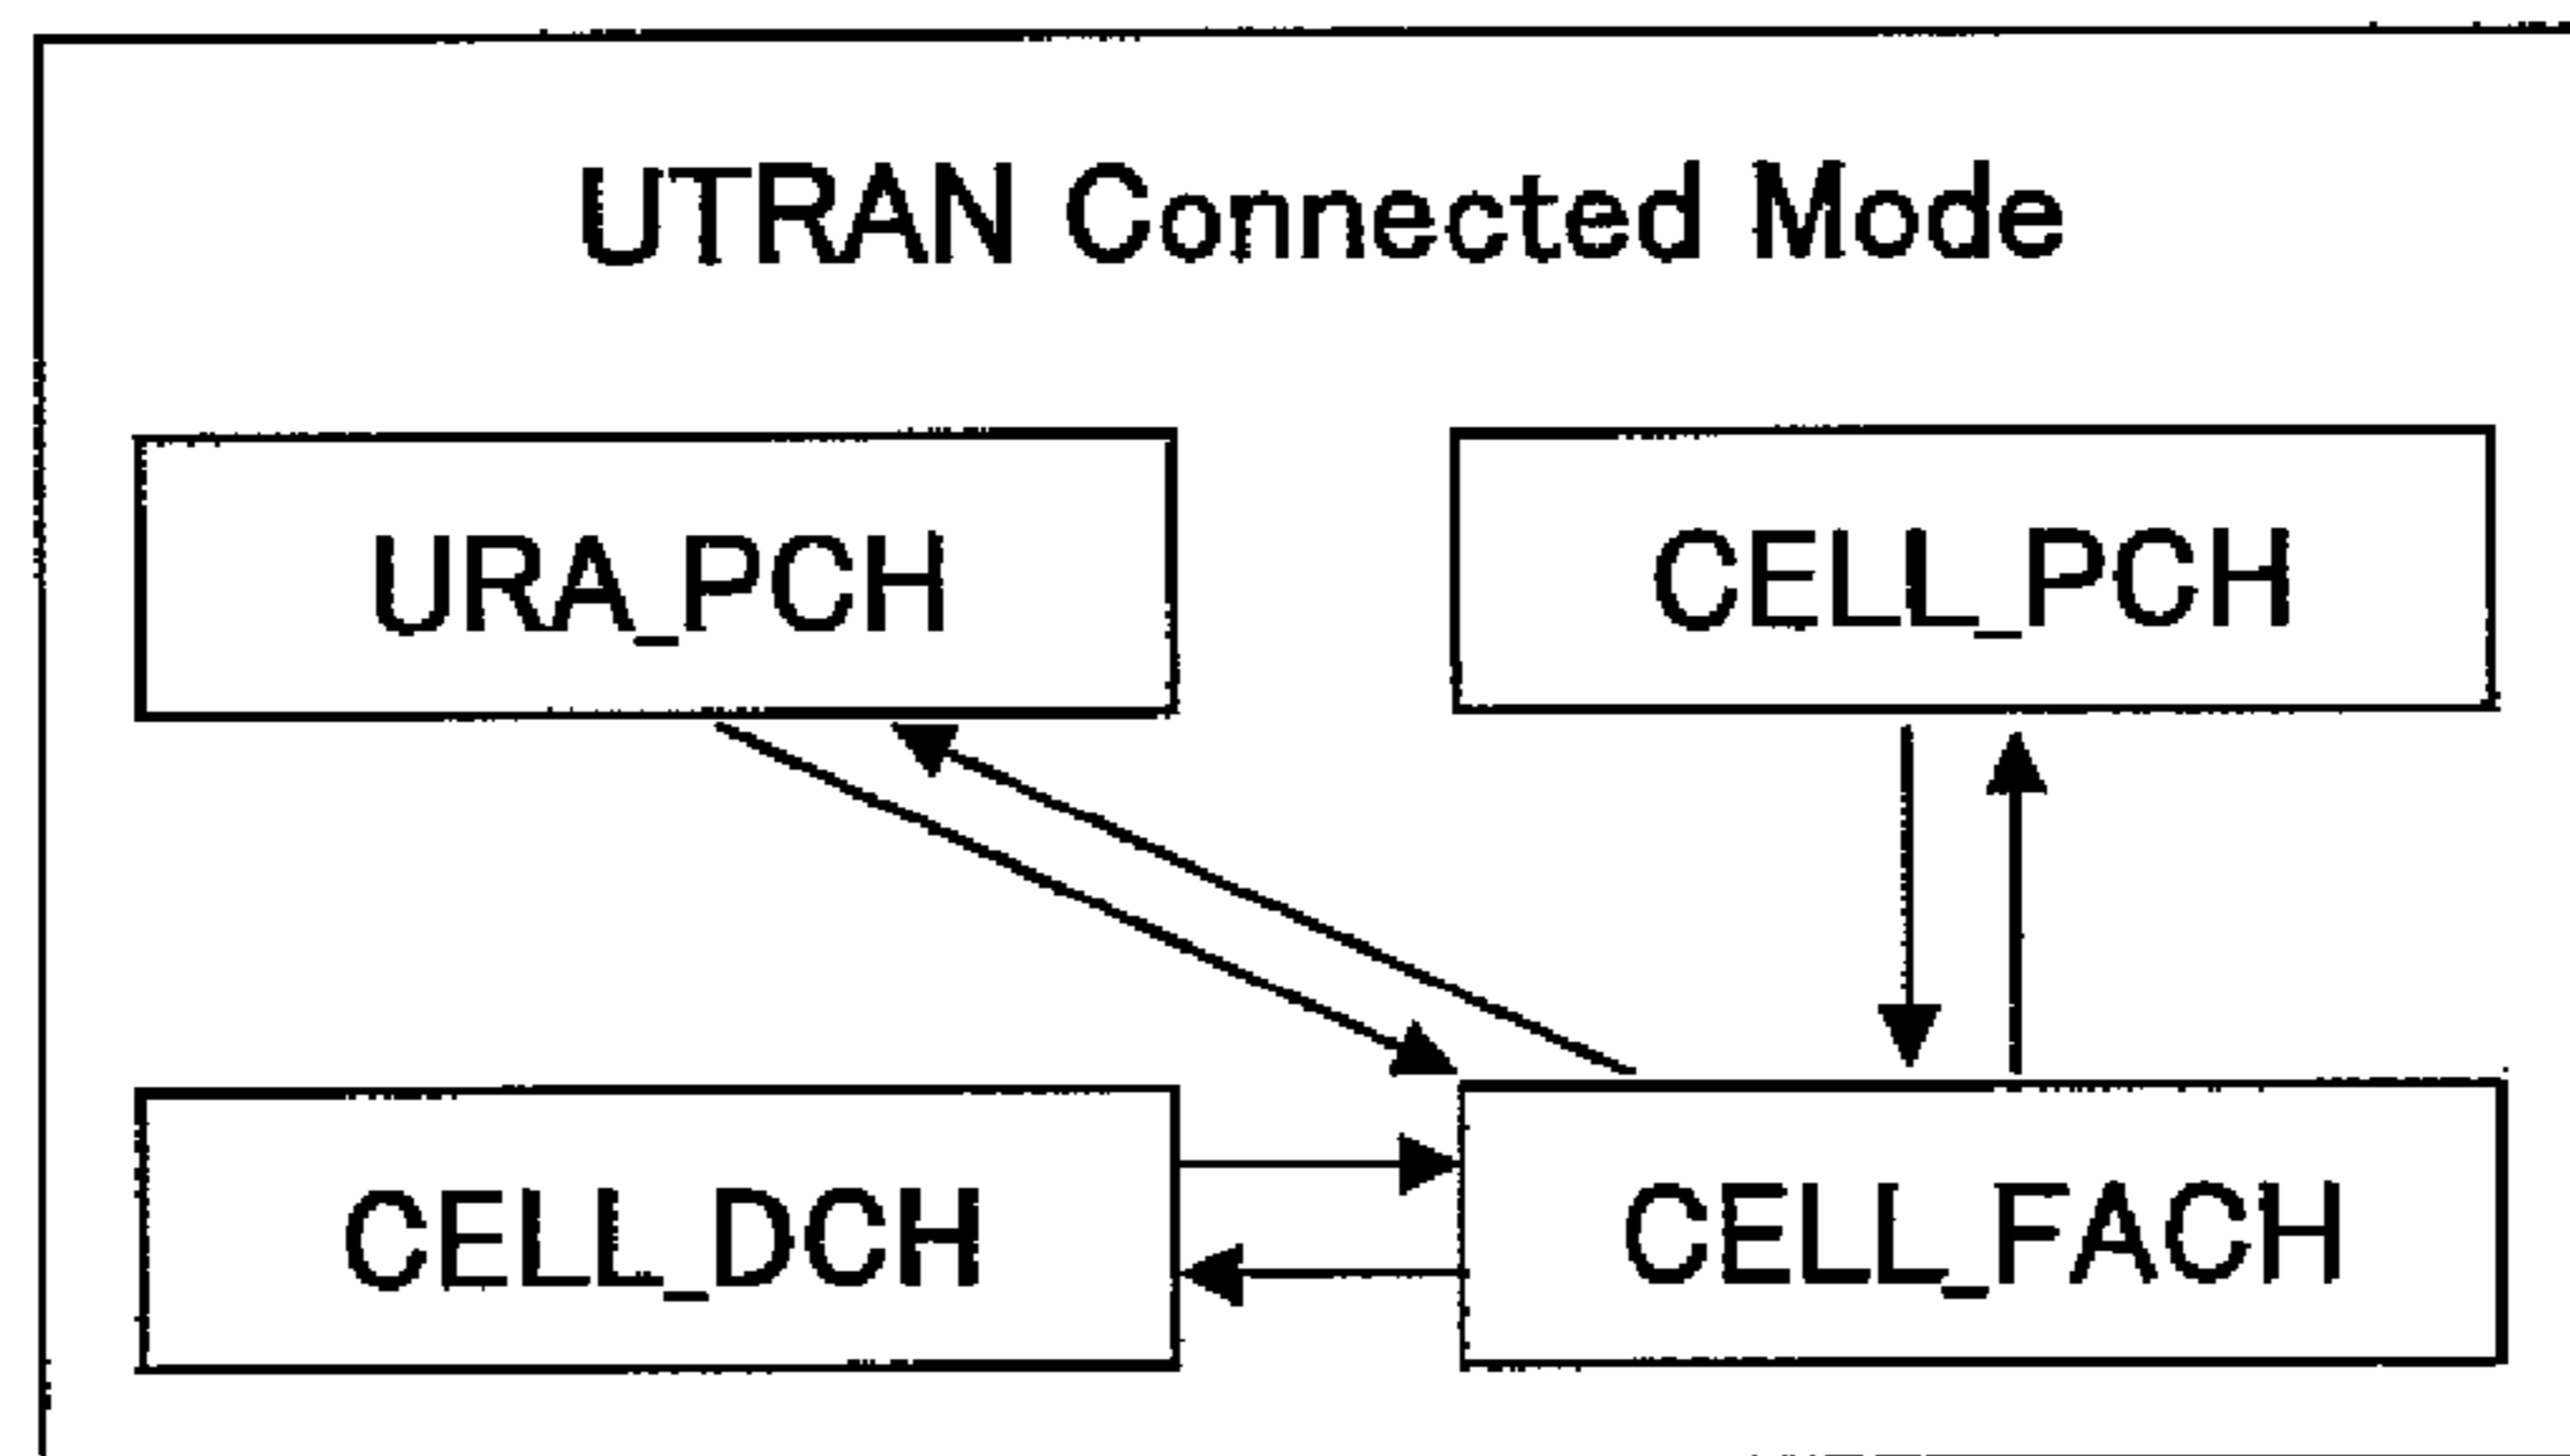 UTRAN Connected Mode
URA_PCH
CELL_PCH
CELL_DCH
CELL_FACH